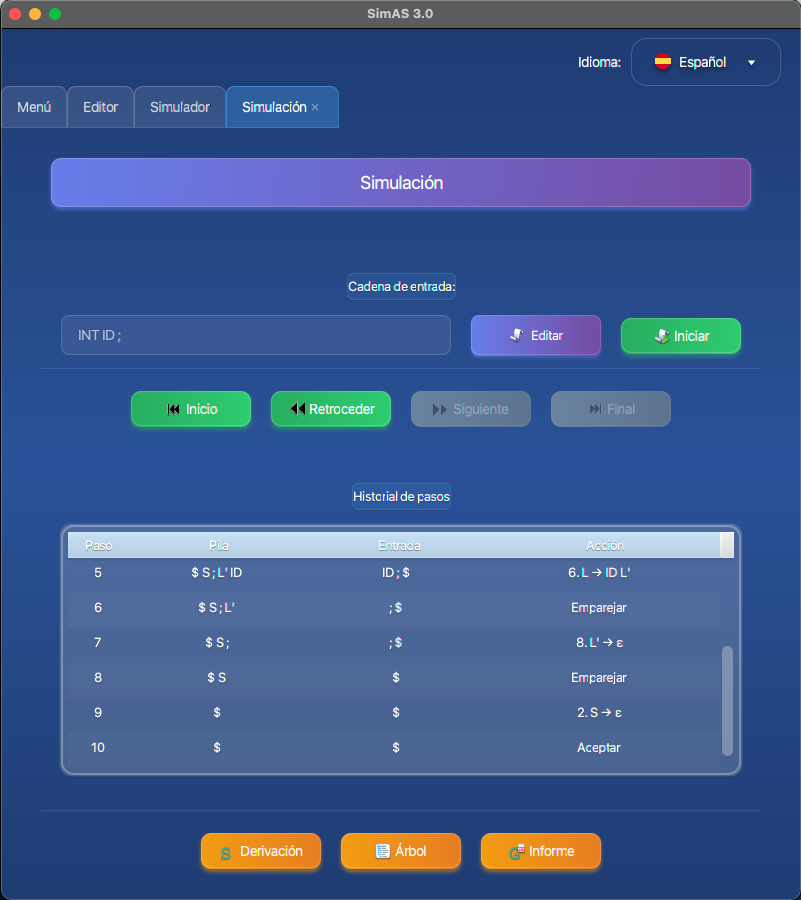 SimAS 3.0
Idioma: Español
Menú Editor Simulador Simulación ×
Simulación
Cadena de entrada:
INT ID ; Editar Iniciar
Inicio Retroceder Siguiente Final
Historial de pasos
Paso Pila Entrada Acción
5 $ S ; L' ID ID ; $ 6. L → ID L'
6 $ S ; L' ; $ Emparejar
7 $ S ; ; $ 8. L' → ε
8 $ S $ Emparejar
9 $ $ 2. S → ε
10 $ $ Aceptar
Derivación Árbol Informe